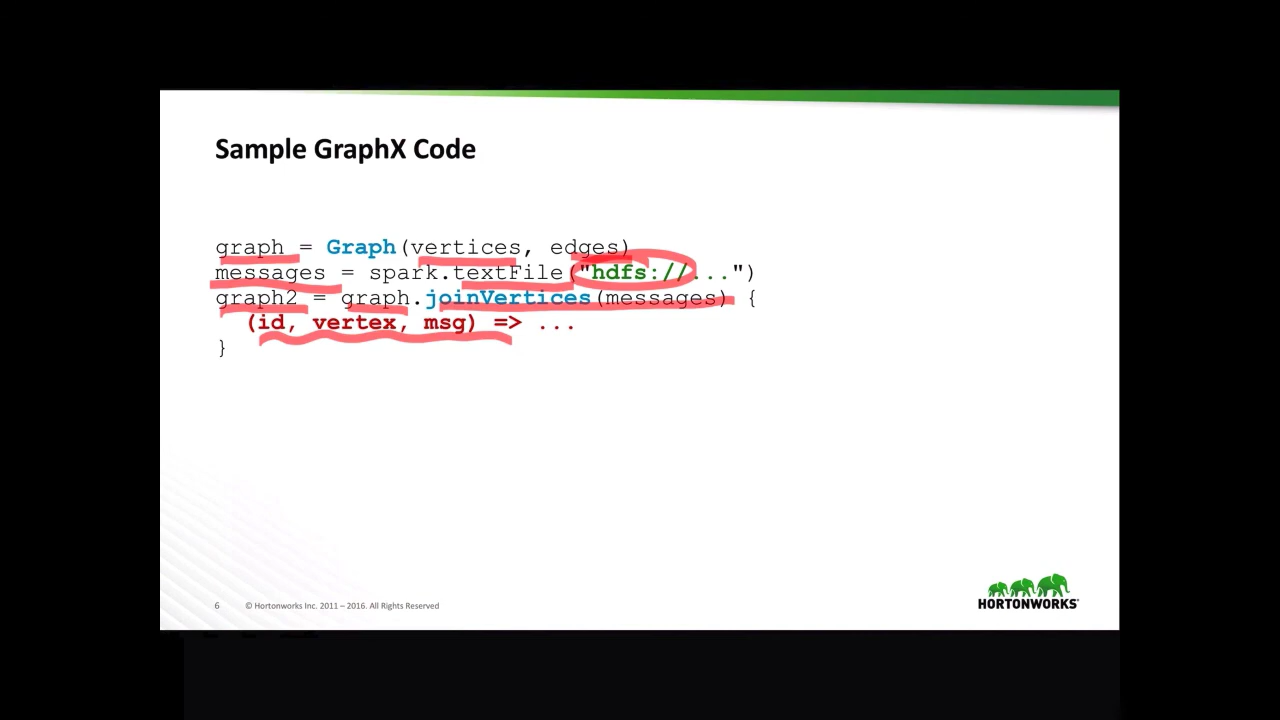 Sample GraphX Code
graph = Graph(vertices, edges)
messages = spark.textFile("hdfs://...")
graph2 = graph.joinVertices(messages) {
(id, vertex, msg) => ...
}
6 © Hortonworks Inc. 2011 – 2016. All Rights Reserved
HORTONWORKS